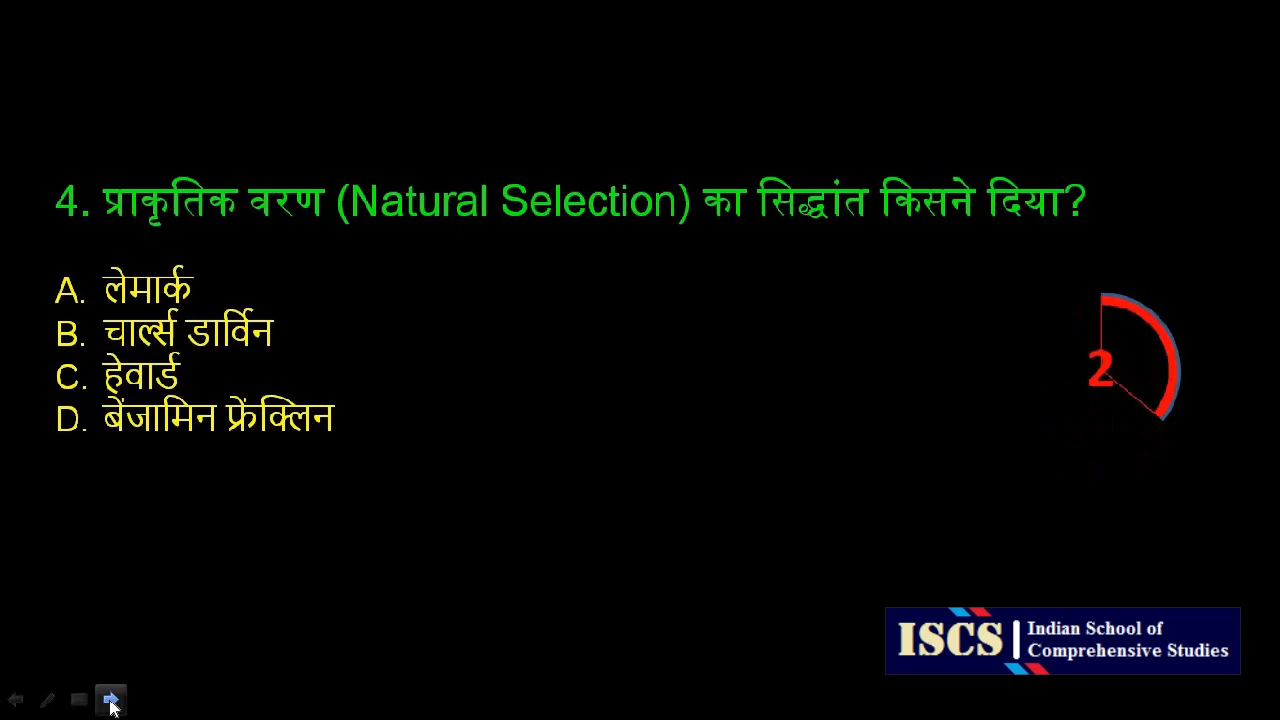 4. प्राकृतिक वरण (Natural Selection) का सिद्धांत किसने दिया?
A. लेमार्क
B. चार्ल्स डार्विन
C. हेवार्ड
D. बेंजामिन फ्रेंक्लिन
2
ISCS Indian School of
Comprehensive Studies